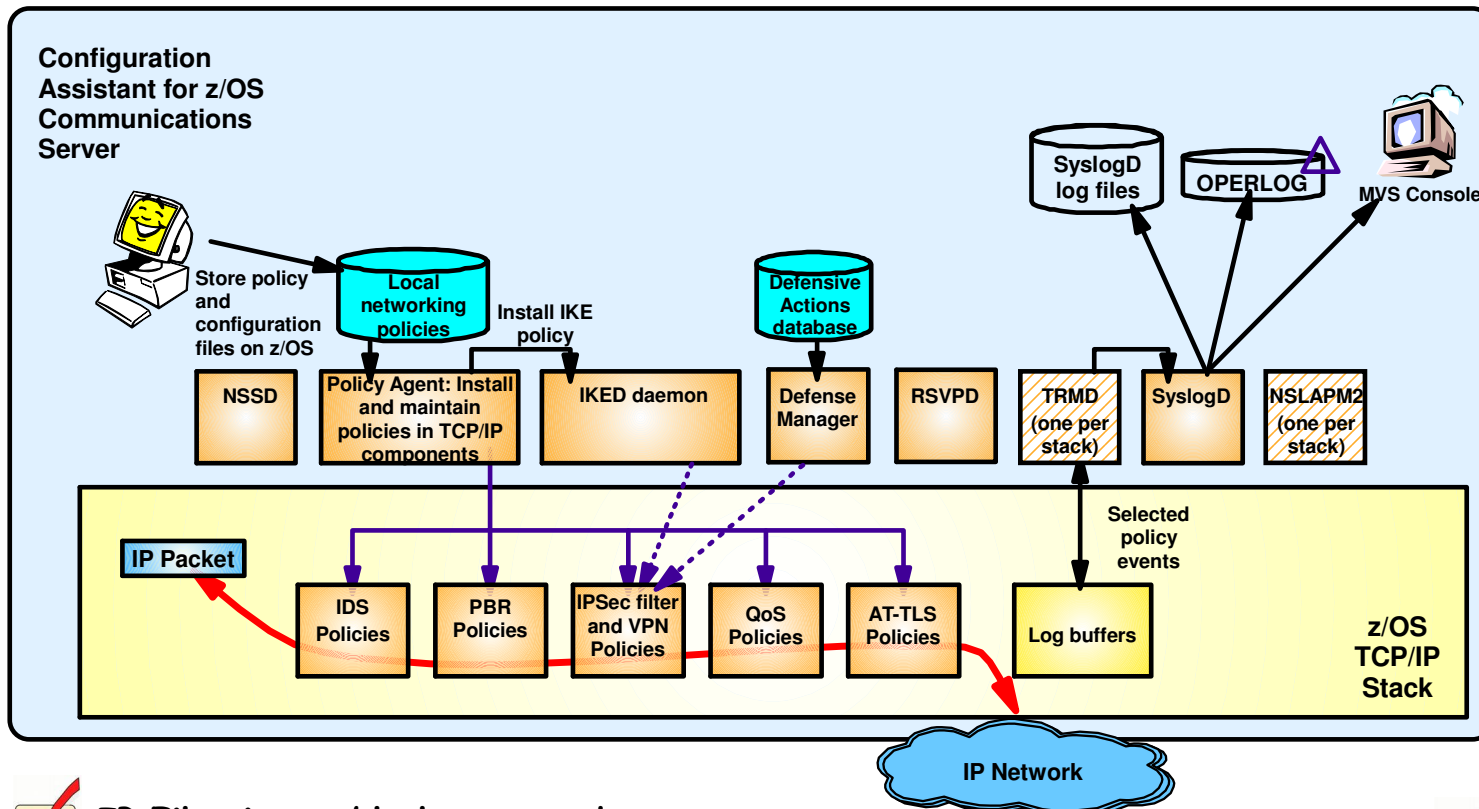 Configuration
Assistant for z/OS
Communications
Server
SyslogD
log files
OPERLOG
MVS Console
Store policy
and
configuration
files on z/OS
Local
networking
policies
Install IKE
policy
Defensive
Actions
database
NSSD
Policy Agent: Install
and maintain
policies in TCP/IP
components
IKED daemon
Defense
Manager
RSVPD
TRMD
(one per
stack)
SyslogD
NSLAPM2
(one per
stack)
Selected
policy
events
IP Packet
IDS
Policies
PBR
Policies
IPSec filter
and VPN
Policies
QoS
Policies
AT-TLS
Policies
Log buffers
z/OS
TCP/IP
Stack
IP Network